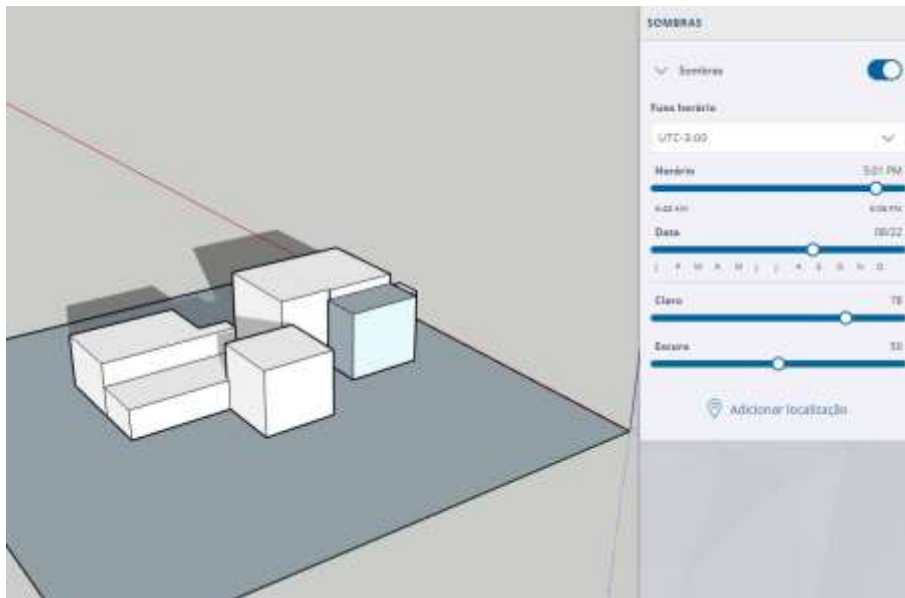 SOMBRAS
Sombras
Fuso horário
UTC-3:00
Horário 5:01 PM
Data 08/22
J F M A M J J A S O N D
Claro 78
Escuro 50
Adicionar localização